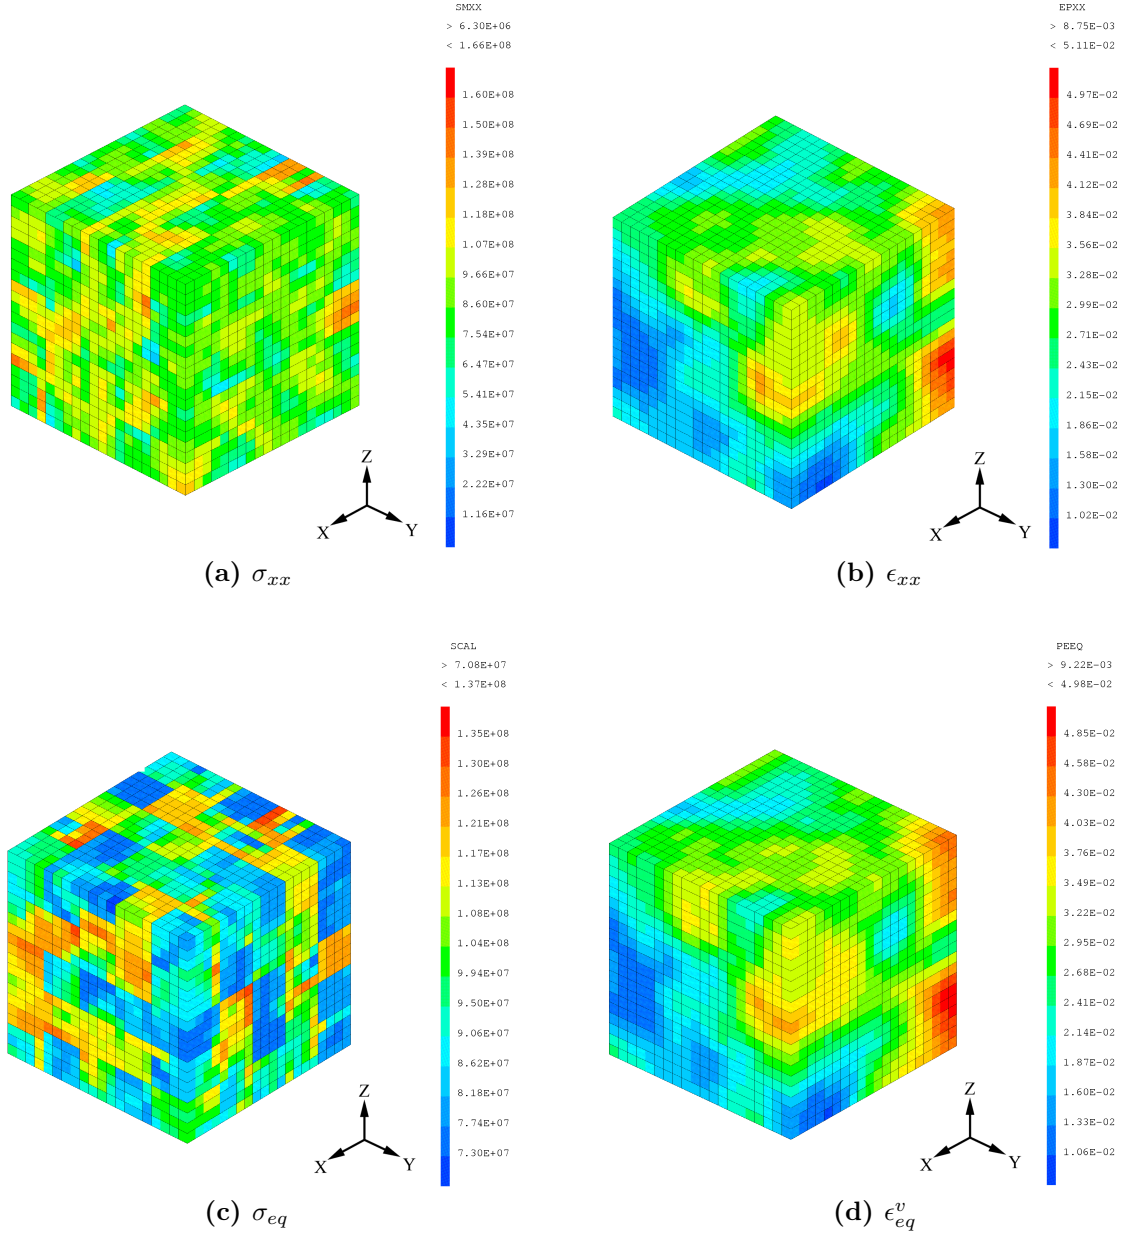 SMXX
> 6.30E+06
< 1.66E+08
1.60E+08
1.50E+08
1.39E+08
1.28E+08
1.18E+08
1.07E+08
9.66E+07
8.60E+07
7.54E+07
6.47E+07
5.41E+07
4.35E+07
3.29E+07
2.22E+07
1.16E+07
Z
X
Y
(a) σxx
EPXX
> 8.75E-03
< 5.11E-02
4.97E-02
4.69E-02
4.41E-02
4.12E-02
3.84E-02
3.56E-02
3.28E-02
2.99E-02
2.71E-02
2.43E-02
2.15E-02
1.86E-02
1.58E-02
1.30E-02
1.02E-02
Z
X
Y
(b) ϵxx
SCAL
> 7.08E+07
< 1.37E+08
1.35E+08
1.30E+08
1.26E+08
1.21E+08
1.17E+08
1.13E+08
1.08E+08
1.04E+08
9.94E+07
9.50E+07
9.06E+07
8.62E+07
8.18E+07
7.74E+07
7.30E+07
Z
X
Y
(c) σeq
PEEQ
> 9.22E-03
< 4.98E-02
4.85E-02
4.58E-02
4.30E-02
4.03E-02
3.76E-02
3.49E-02
3.22E-02
2.95E-02
2.68E-02
2.41E-02
2.14E-02
1.87E-02
1.60E-02
1.33E-02
1.06E-02
Z
X
Y
(d) ϵ^v_eq